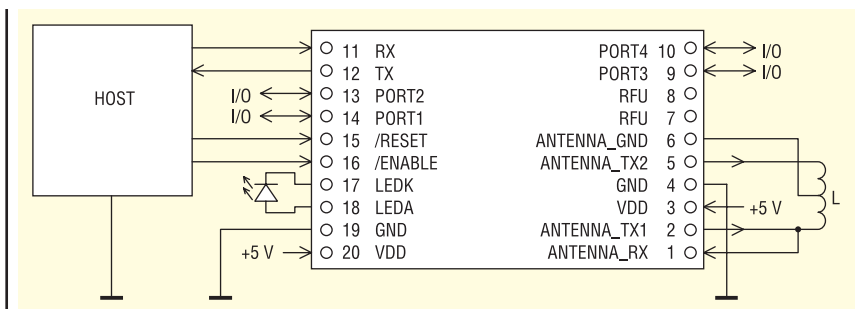 HOST
11 RX
12 TX
I/O 13 PORT2
I/O 14 PORT1
15 /RESET
16 /ENABLE
17 LEDK
18 LEDA
19 GND
+5 V 20 VDD
PORT4 10 I/O
PORT3 9 I/O
RFU 8
RFU 7
ANTENNA_GND 6
ANTENNA_TX2 5
GND 4
VDD 3 +5 V
ANTENNA_TX1 2
ANTENNA_RX 1
L